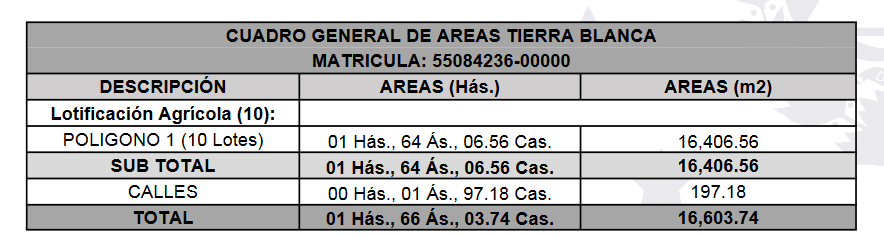 CUADRO GENERAL DE AREAS TIERRA BLANCA
MATRICULA: 55084236-00000
DESCRIPCIÓN AREAS (Hás.) AREAS (m2)
Lotificación Agrícola (10):
POLIGONO 1 (10 Lotes) 01 Hás., 64 Ás., 06.56 Cas. 16,406.56
SUB TOTAL 01 Hás., 64 Ás., 06.56 Cas. 16,406.56
CALLES 00 Hás., 01 Ás., 97.18 Cas. 197.18
TOTAL 01 Hás., 66 Ás., 03.74 Cas. 16,603.74